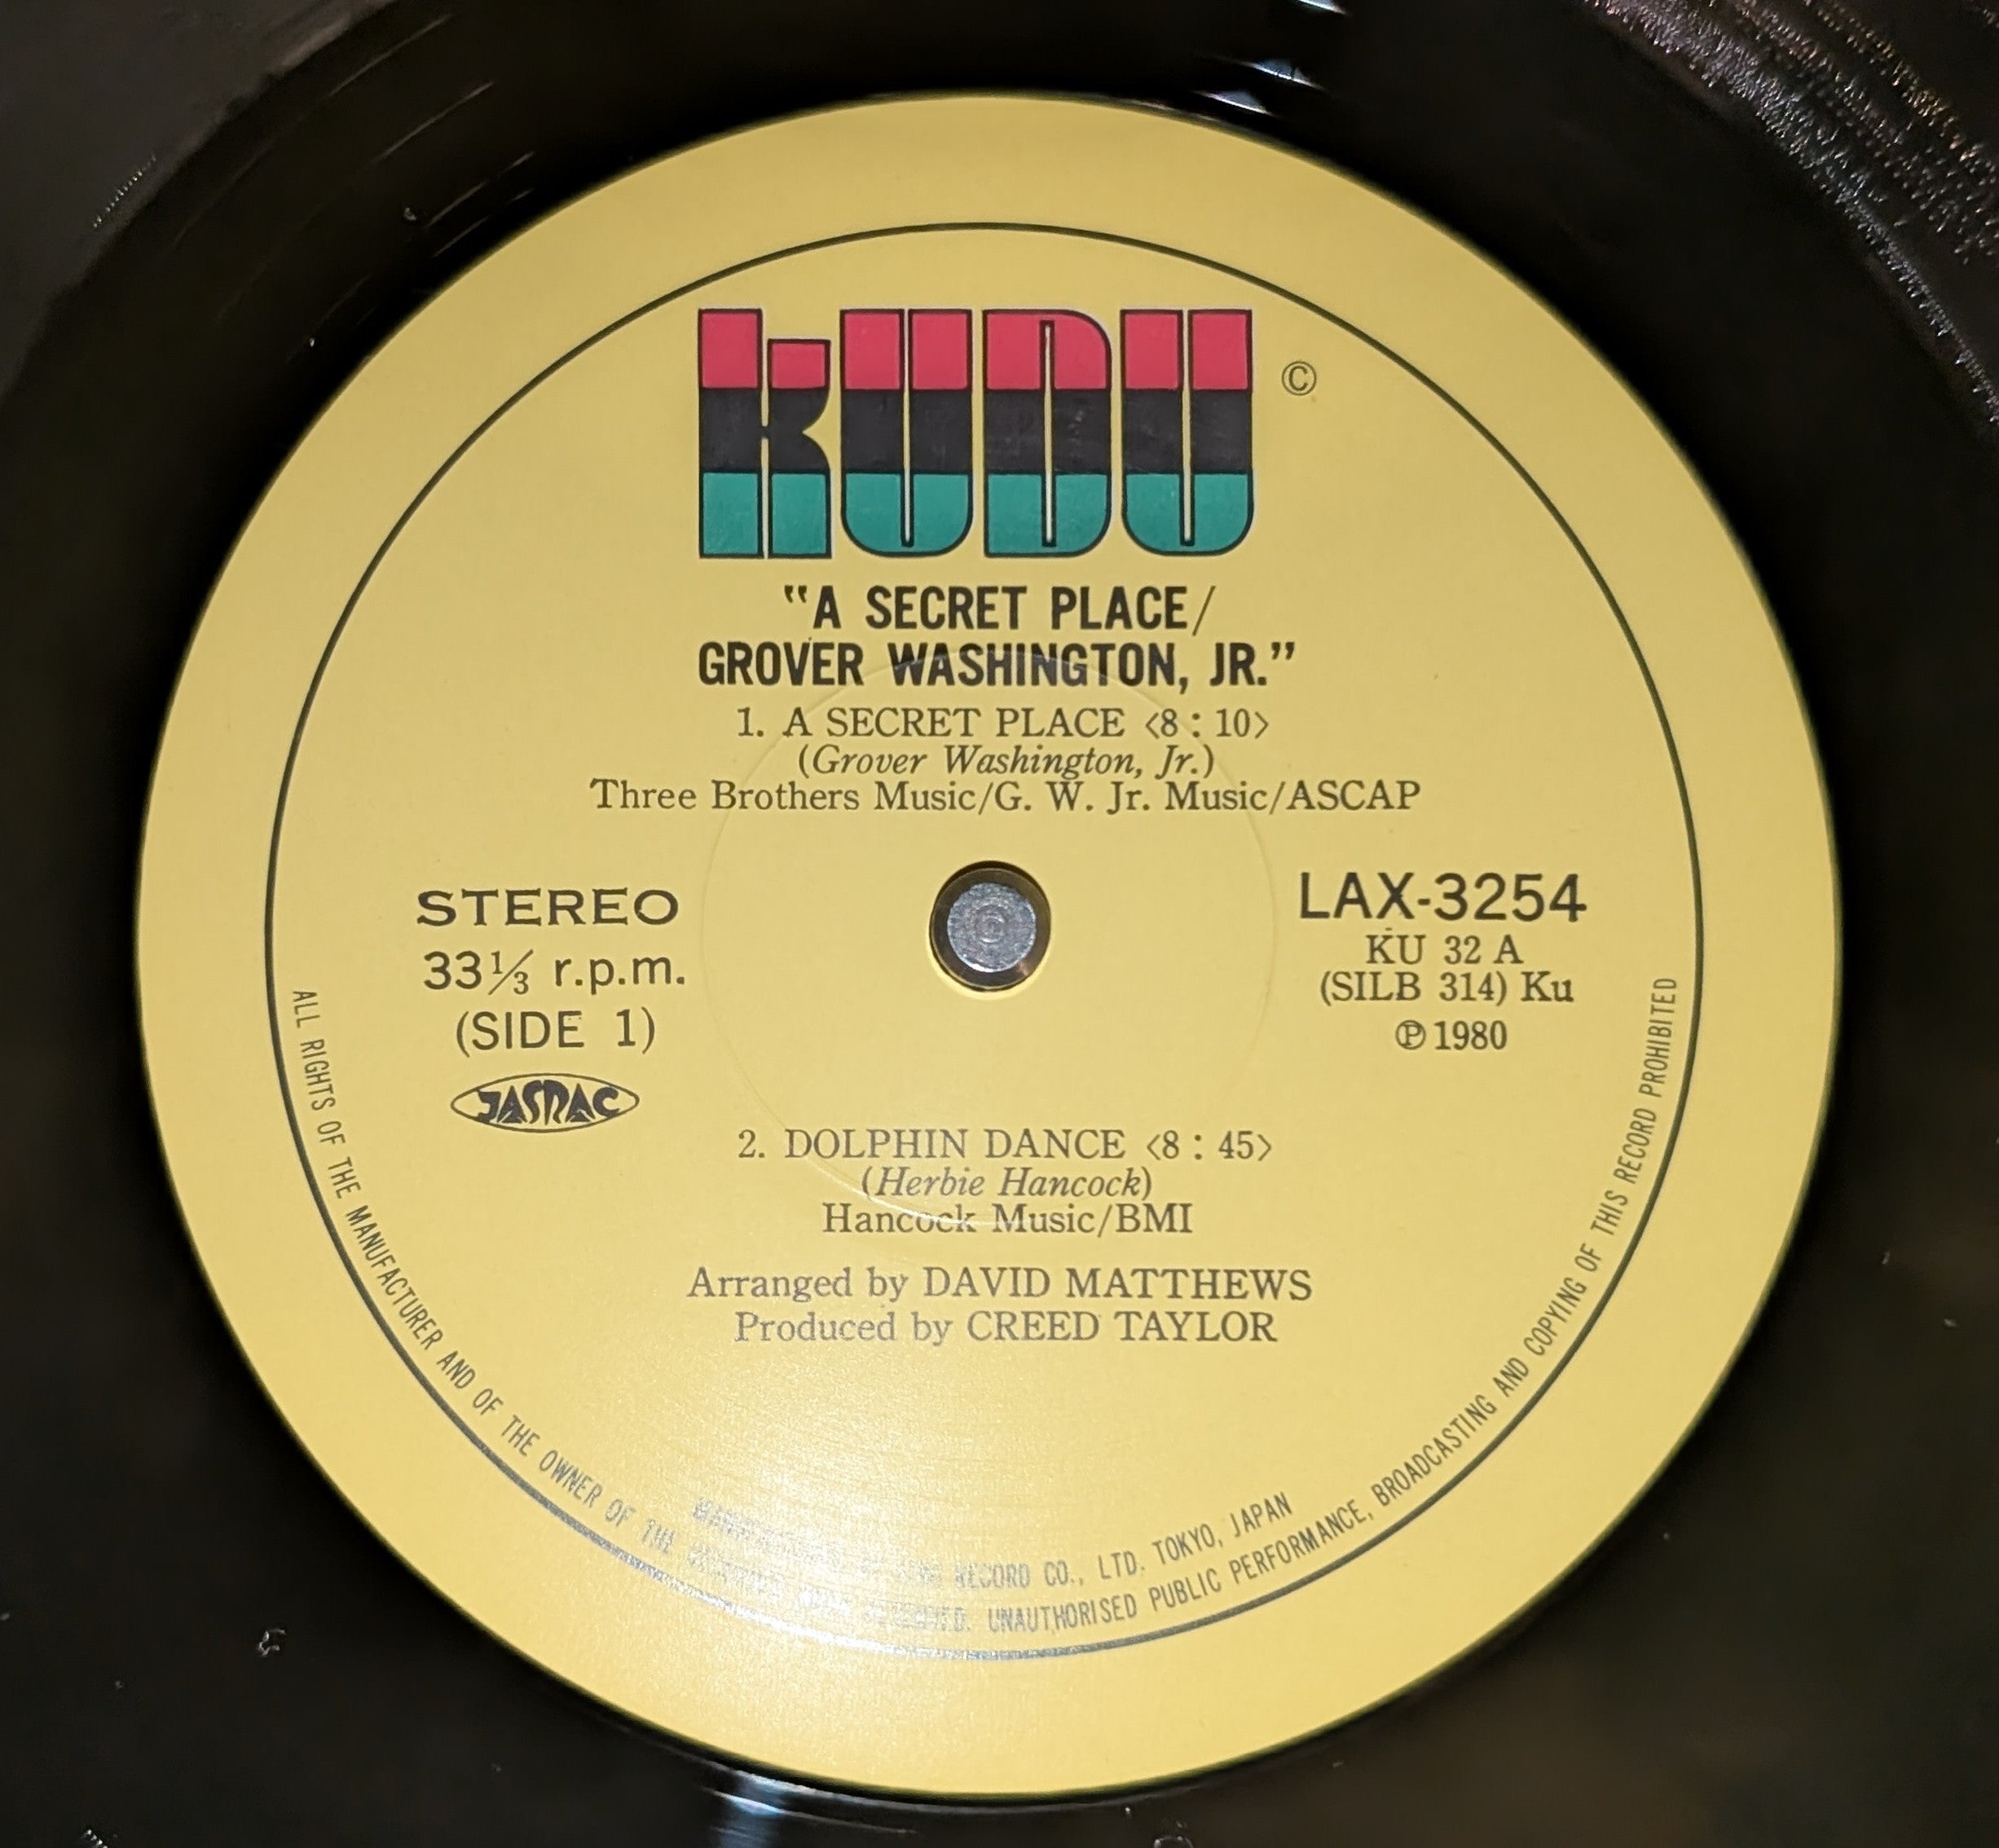 KUDU ©
"A SECRET PLACE/
GROVER WASHINGTON, JR."
1. A SECRET PLACE 〈8 : 10〉
(Grover Washington, Jr.)
Three Brothers Music/G. W. Jr. Music/ASCAP
STEREO
33⅓ r.p.m.
(SIDE 1)
JASRAC
LAX-3254
KU 32 A
(SILB 314) Ku
℗ 1980
2. DOLPHIN DANCE 〈8 : 45〉
(Herbie Hancock)
Hancock Music/BMI
Arranged by DAVID MATTHEWS
Produced by CREED TAYLOR
RECORD CO., LTD. TOKYO, JAPAN
ALL RIGHTS OF THE MANUFACTURER AND OF THE OWNER OF THE RESERVED. UNAUTHORISED PUBLIC PERFORMANCE, BROADCASTING AND COPYING OF THIS RECORD PROHIBITED